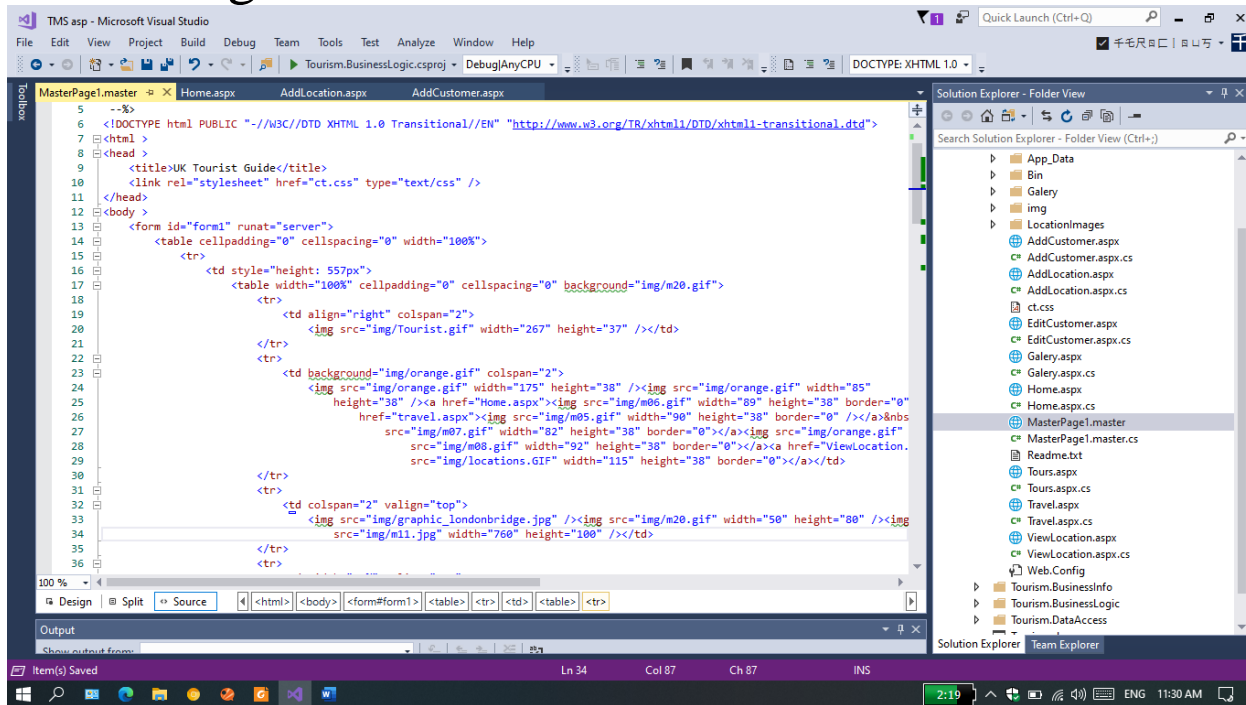 TMS asp - Microsoft Visual Studio
1
Quick Launch (Ctrl+Q)
File Edit View Project Build Debug Team Tools Test Analyze Window Help
Tourism.BusinessLogic.csproj
Debug|AnyCPU
DOCTYPE: XHTML 1.0
Toolbox
MasterPage1.master Home.aspx AddLocation.aspx AddCustomer.aspx
5 --%>
6 <!DOCTYPE html PUBLIC "-//W3C//DTD XHTML 1.0 Transitional//EN" "http://www.w3.org/TR/xhtml1/DTD/xhtml1-transitional.dtd">
7 <html >
8 <head >
9 <title>UK Tourist Guide</title>
10 <link rel="stylesheet" href="ct.css" type="text/css" />
11 </head>
12 <body >
13 <form id="form1" runat="server">
14 <table cellpadding="0" cellspacing="0" width="100%">
15 <tr>
16 <td style="height: 557px">
17 <table width="100%" cellpadding="0" cellspacing="0" background="img/m20.gif">
18 <tr>
19 <td align="right" colspan="2">
20 <img src="img/Tourist.gif" width="267" height="37" /></td>
21 </tr>
22 <tr>
23 <td background="img/orange.gif" colspan="2">
24 <img src="img/orange.gif" width="175" height="38" /><img src="img/orange.gif" width="85"
25 height="38" /><a href="Home.aspx"><img src="img/m06.gif" width="89" height="38" border="0"
26 href="travel.aspx"><img src="img/m05.gif" width="90" height="38" border="0" /></a>&nbs
27 src="img/m07.gif" width="82" height="38" border="0"></a><img src="img/orange.gif"
28 src="img/m08.gif" width="92" height="38" border="0"></a><a href="ViewLocation.
29 src="img/locations.GIF" width="115" height="38" border="0"></a></td>
30 </tr>
31 <tr>
32 <td colspan="2" valign="top">
33 <img src="img/graphic_londonbridge.jpg" /><img src="img/m20.gif" width="50" height="80" /><img
34 src="img/m11.jpg" width="760" height="100" /></td>
35 </tr>
36 <tr>
100 %
Design Split Source <html> <body> <form#form1> <table> <tr> <td> <table> <tr>
Output
Show output from:
Solution Explorer - Folder View
Search Solution Explorer - Folder View (Ctrl+;)
App_Data
Bin
Galery
img
LocationImages
AddCustomer.aspx
AddCustomer.aspx.cs
AddLocation.aspx
AddLocation.aspx.cs
ct.css
EditCustomer.aspx
EditCustomer.aspx.cs
Galery.aspx
Galery.aspx.cs
Home.aspx
Home.aspx.cs
MasterPage1.master
MasterPage1.master.cs
Readme.txt
Tours.aspx
Tours.aspx.cs
Travel.aspx
Travel.aspx.cs
ViewLocation.aspx
ViewLocation.aspx.cs
Web.Config
Tourism.BusinessInfo
Tourism.BusinessLogic
Tourism.DataAccess
Solution Explorer Team Explorer
Item(s) Saved Ln 34 Col 87 Ch 87 INS
2:19 ENG 11:30 AM